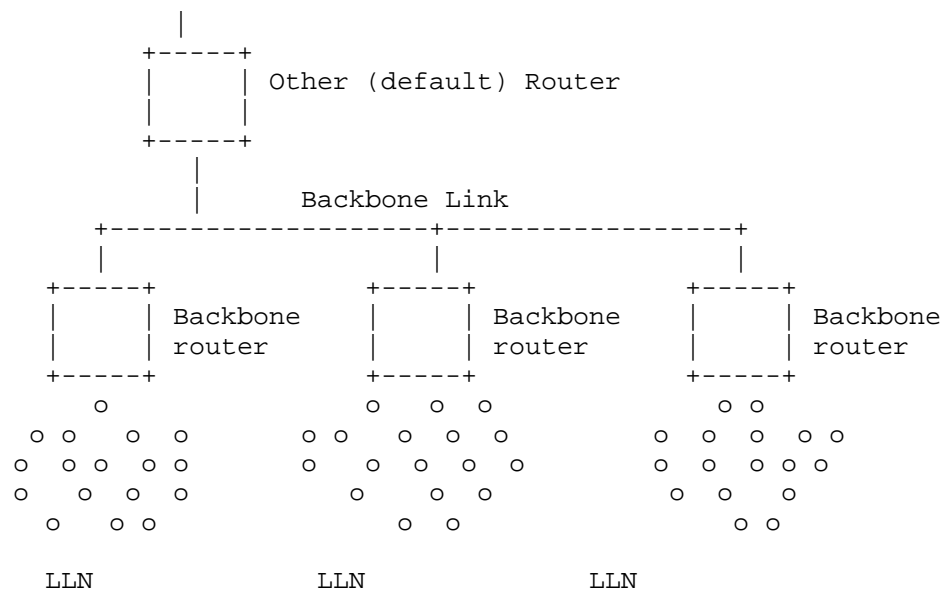 Other (default) Router
Backbone Link
Backbone Backbone Backbone
router router router
o o o o o o
o o o o o o o o o o o o o o
o o o o o o o o o o o o o o o
o o o o o o o o o o
o o o o o o o
LLN LLN LLN